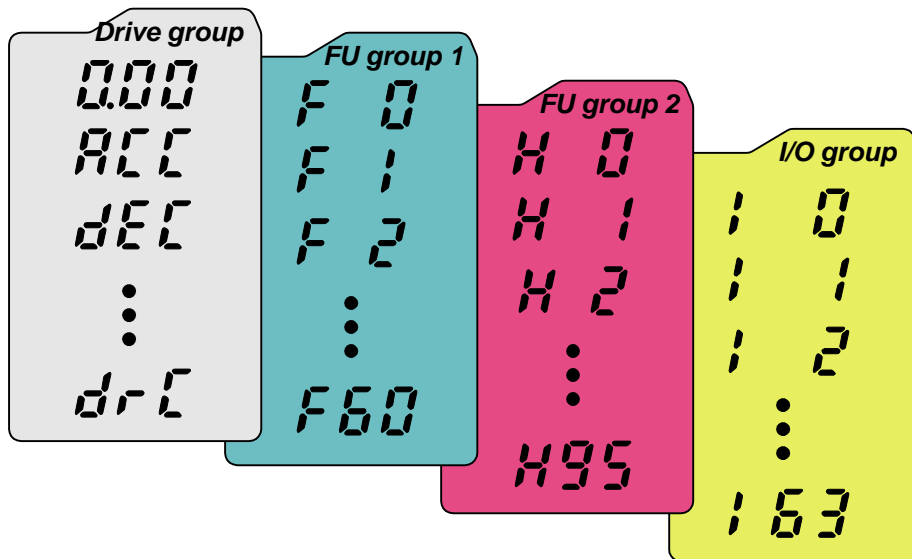 Drive group
0.00
ACC
dEC
drC
FU group 1
F 0
F 1
F 2
F60
FU group 2
H 0
H 1
H 2
H95
I/O group
I 0
I 1
I 2
I 63